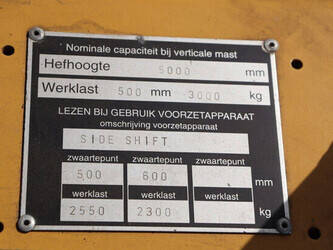 Nominale capaciteit bij verticale mast
Hefhoogte 5000 mm
Werklast 500 mm 3000 kg
LEZEN BIJ GEBRUIK VOORZETAPPARAAT
omschrijving voorzetapparaat
SIDE SHIFT
zwaartepunt zwaartepunt zwaartepunt
500 600 mm
werklast werklast werklast
2550 2300 kg